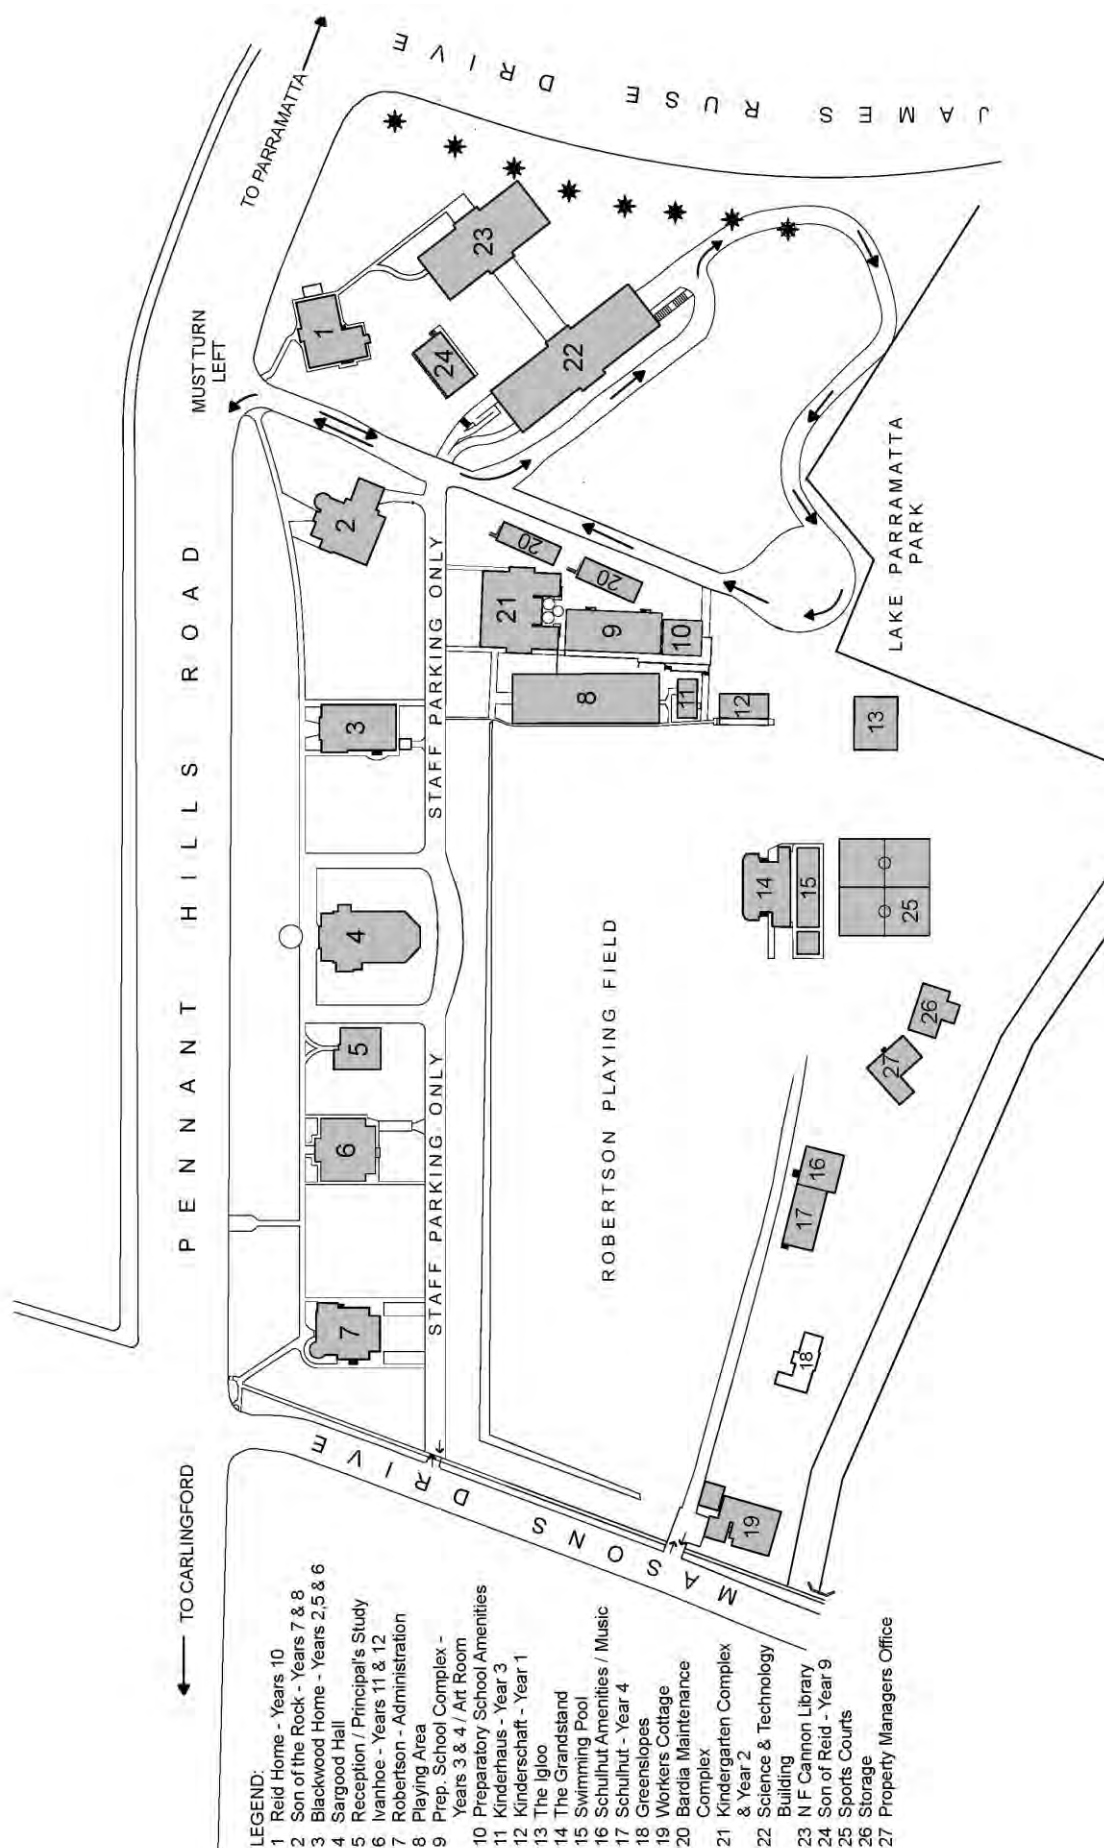 JAMES RUSE DRIVE
TO PARRAMATTA
MUST TURN
LEFT
PENNANT HILLS ROAD
TO CARLINGFORD
MASONS DRIVE
STAFF PARKING ONLY
STAFF PARKING ONLY
ROBERTSON PLAYING FIELD
LAKE PARRAMATTA
PARK
1
2
3
4
5
6
7
8
9
10
11
12
13
14
15
16
17
18
19
20
20
21
22
23
24
25
26
27
LEGEND:
1 Reid Home - Years 10
2 Son of the Rock - Years 7 & 8
3 Blackwood Home - Years 2,5 & 6
4 Sargood Hall
5 Reception / Principal's Study
6 Ivanhoe - Years 11 & 12
7 Robertson - Administration
8 Playing Area
9 Prep. School Complex -
Years 3 & 4 / Art Room
10 Preparatory School Amenities
11 Kinderhaus - Year 3
12 Kinderschaft - Year 1
13 The Igloo
14 The Grandstand
15 Swimming Pool
16 Schulhut Amenities / Music
17 Schulhut - Year 4
18 Greenslopes
19 Workers Cottage
20 Bardia Maintenance
Complex
21 Kindergarten Complex
& Year 2
22 Science & Technology
Building
23 N F Cannon Library
24 Son of Reid - Year 9
25 Sports Courts
26 Storage
27 Property Managers Office